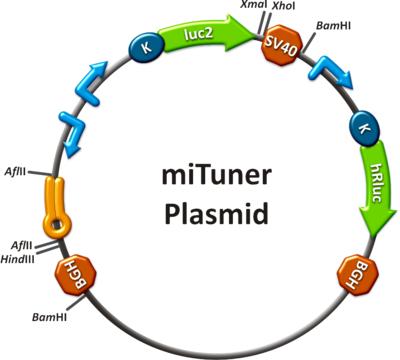 XmaI XhoI
K luc2 SV40 BamHI
K
hRluc
AflII
miTuner
Plasmid
AflII
HindIII
BGH
BGH
BamHI